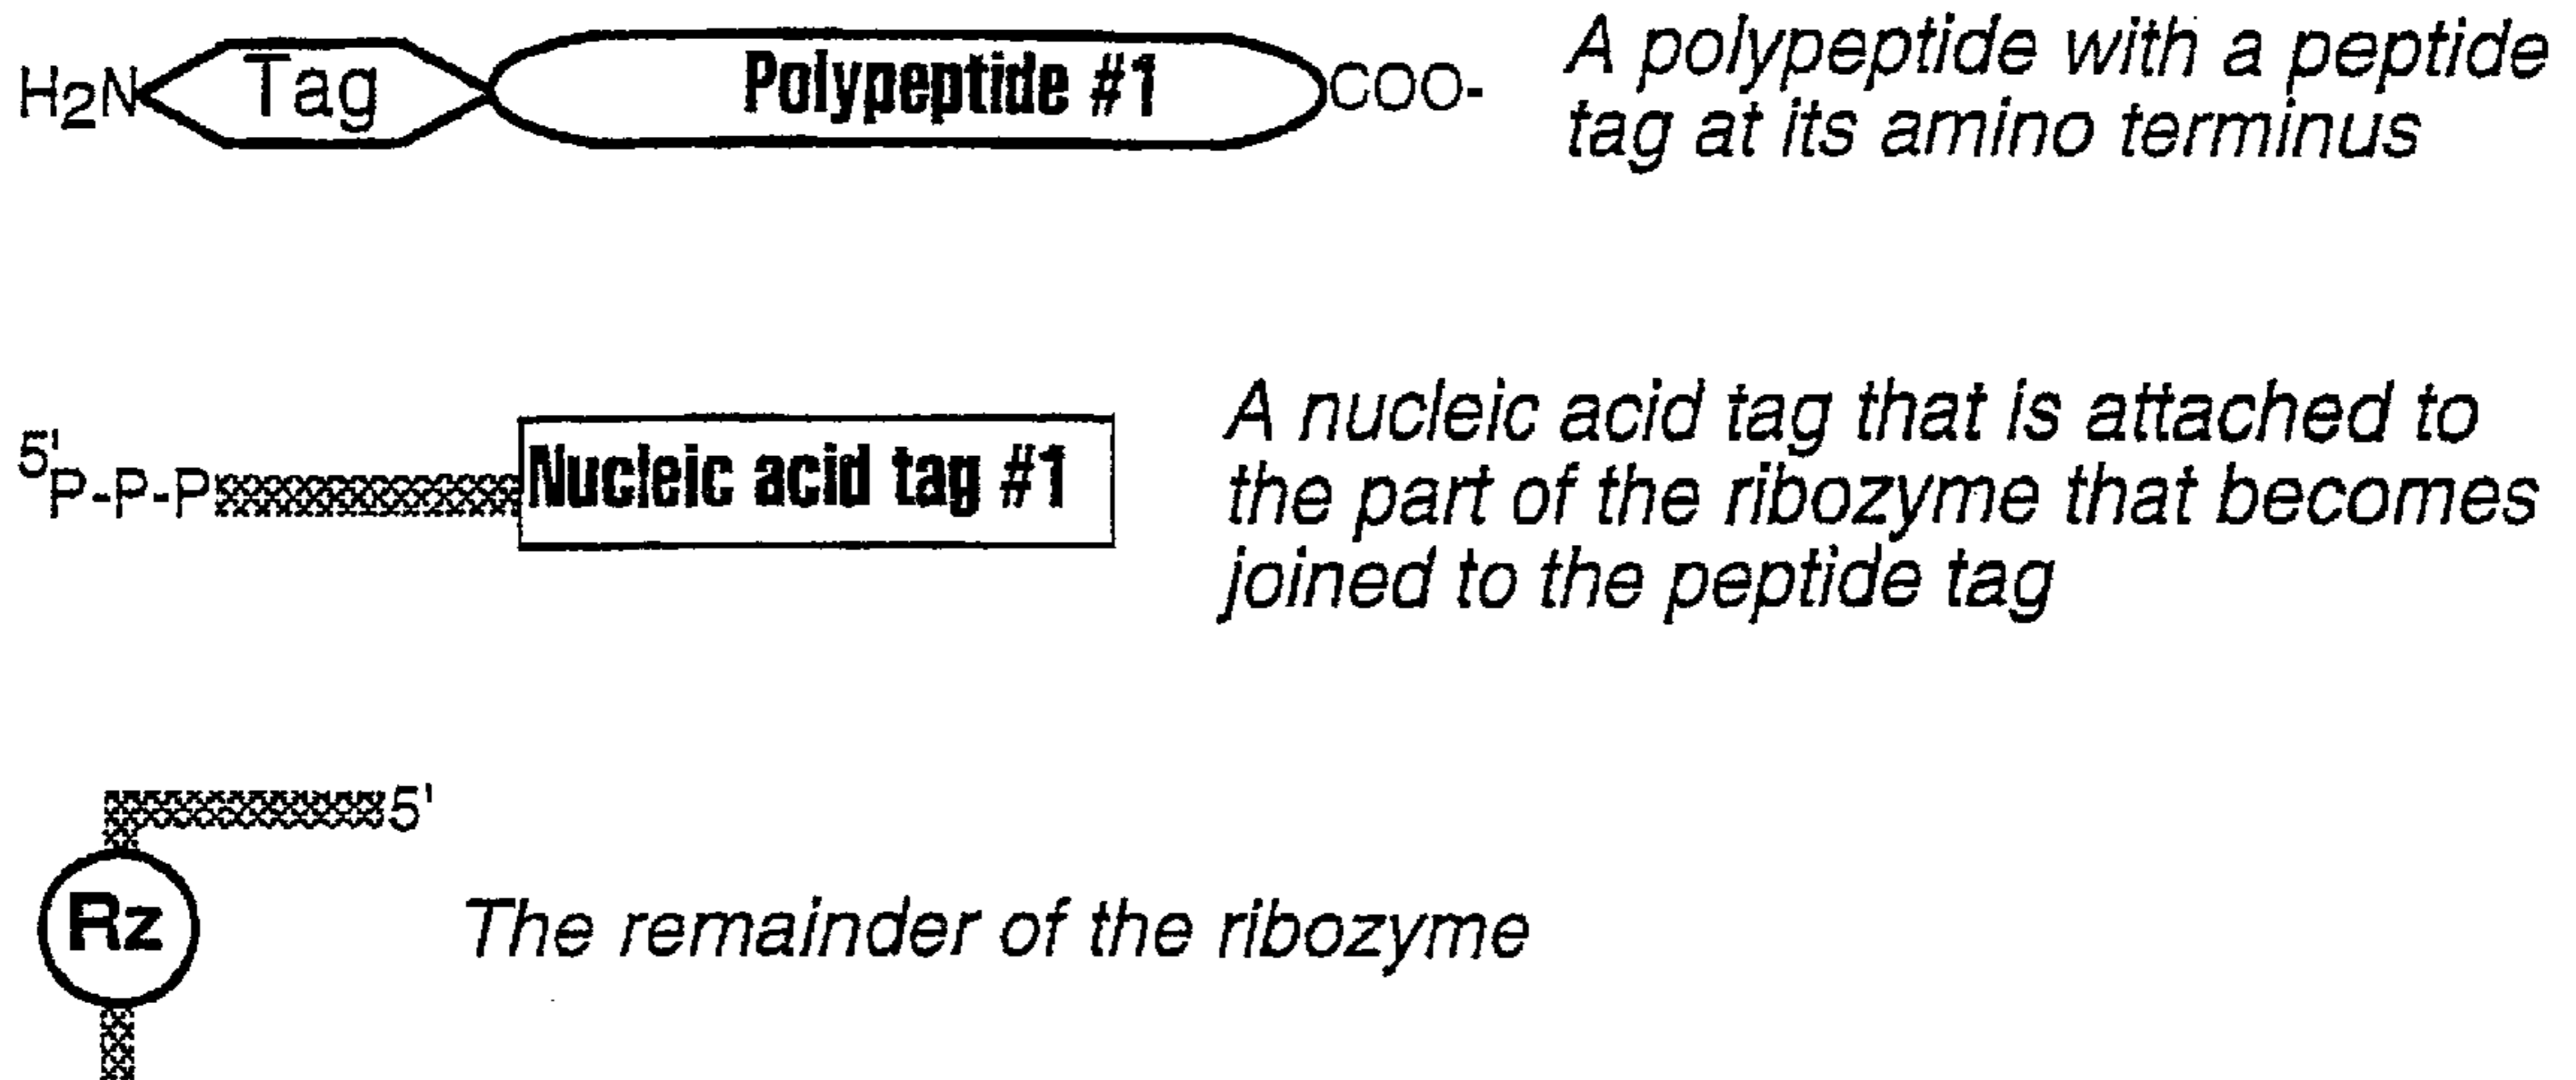 H2N Tag Polypeptide #1 COO- A polypeptide with a peptide
tag at its amino terminus
A nucleic acid tag that is attached to
5' P-P-P Nucleic acid tag #1 the part of the ribozyme that becomes
joined to the peptide tag
5'
Rz The remainder of the ribozyme